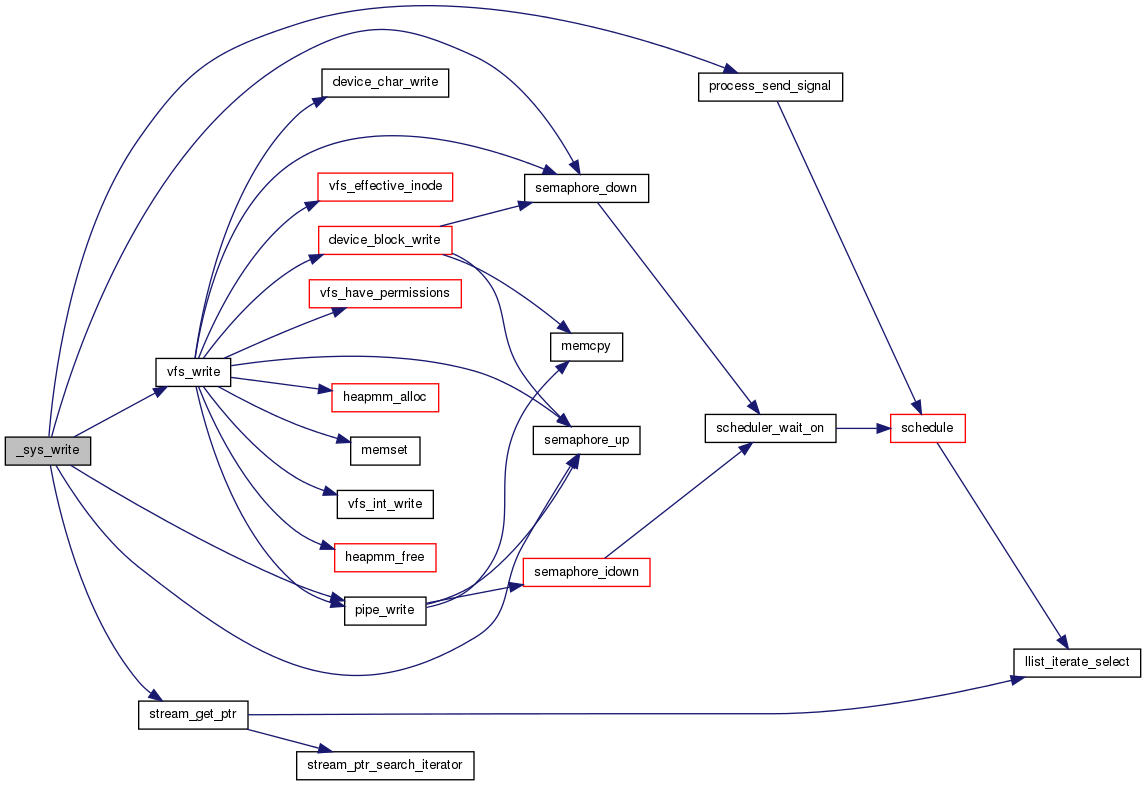 process_send_signal
device_char_write
vfs_effective_inode
semaphore_down
device_block_write
vfs_have_permissions
memcpy
vfs_write
heapmm_alloc
scheduler_wait_on
schedule
_sys_write
memset
semaphore_up
vfs_int_write
heapmm_free
semaphore_idown
pipe_write
llist_iterate_select
stream_get_ptr
stream_ptr_search_iterator